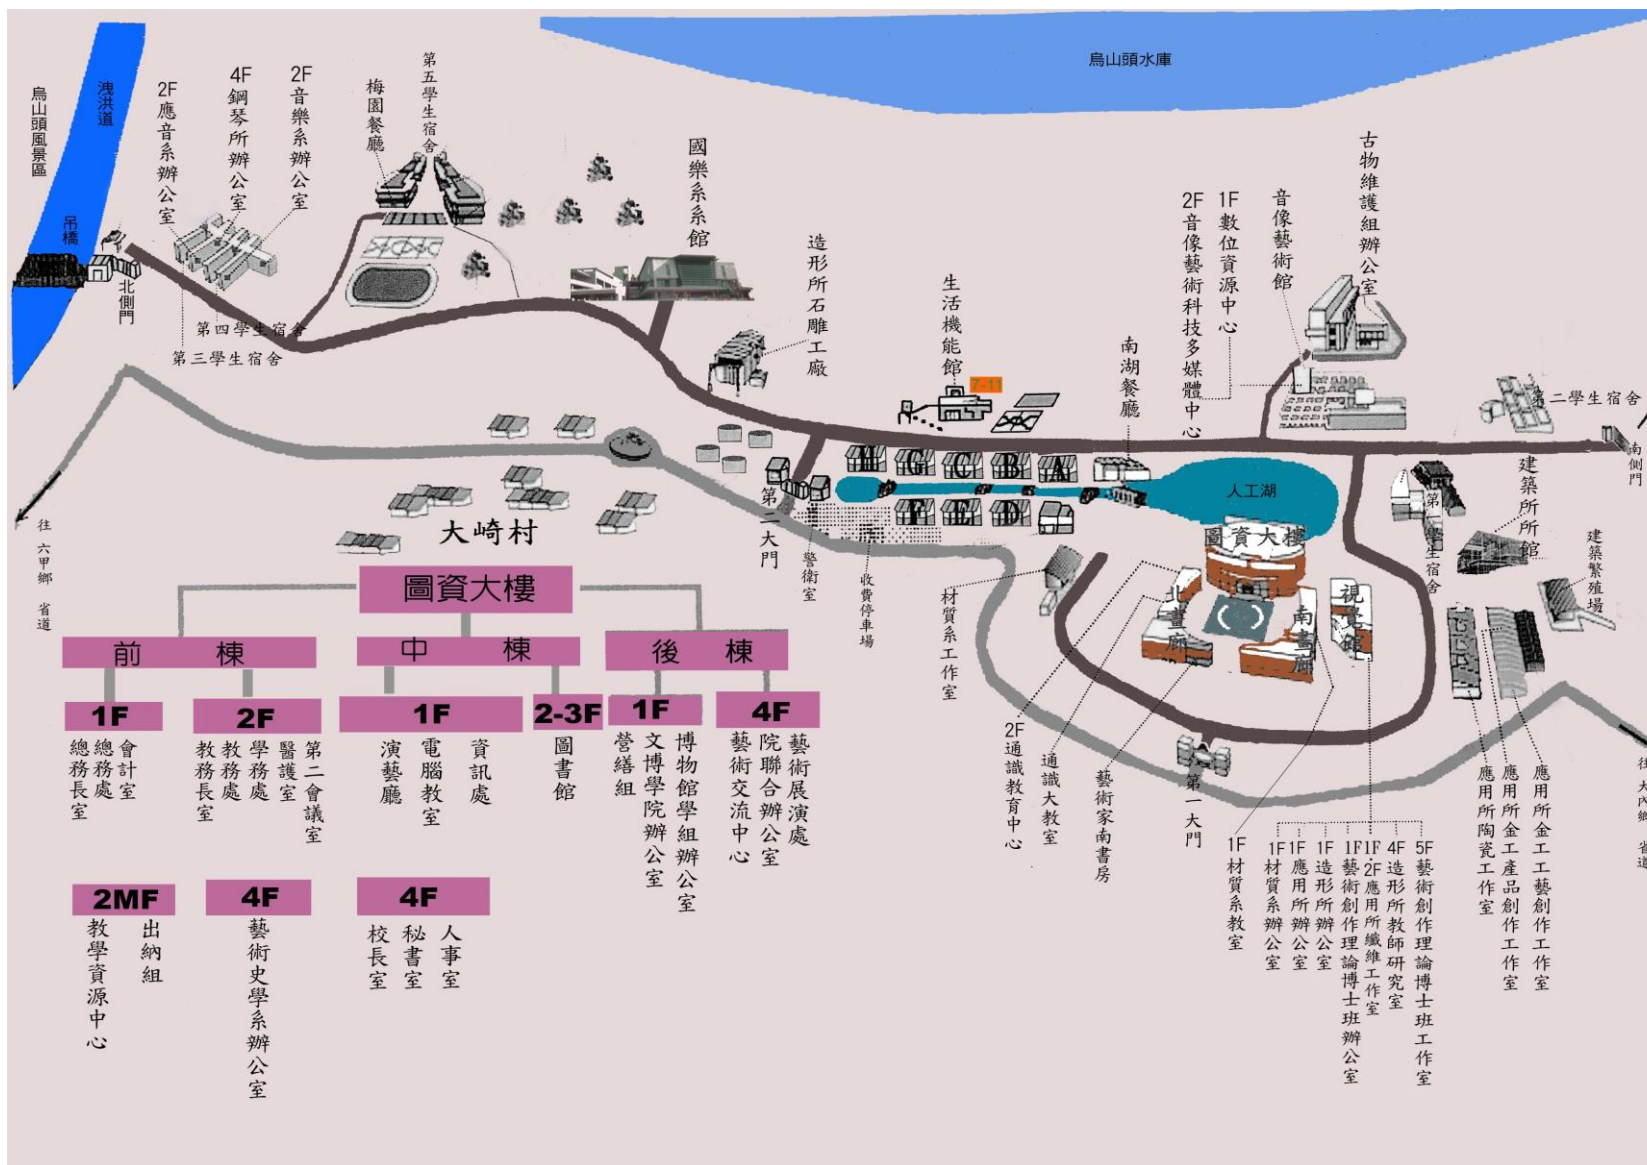 烏山頭水庫
烏山頭風景區
洩洪道
吊橋
北側門
2F應音系辦公室
4F鋼琴所辦公室
2F音樂系辦公室
第四學生宿舍
第三學生宿舍
梅園餐廳
第五學生宿舍
國樂系系館
造形所石雕工廠
生活機能館
7-11
南湖餐廳
2F音像藝術科技多媒體中心
1F數位資源中心
音像藝術館
古物維護組辦公室
第二學生宿舍
南側門
H
G
C
B
A
F
E
D
人工湖
第一學生宿舍
建築所所館
建築繁殖場
往 六甲鄉 省道
大崎村
第二大門
警衛室
收費停車場
材質系工作室
圖資大樓
北畫廊
南畫廊
視覺館
2F通識教育中心
通識大教室
藝術家南書房
第一大門
1F材質系教室
1F材質系辦公室
1F應用所辦公室
1F造形所辦公室
1F藝術創作理論博士班辦公室
1F.2F應用所纖維工作室
4F造形所教師研究室
5F藝術創作理論博士班工作室
應用所陶瓷工作室
應用所金工產品創作工作室
應用所金工工藝創作工作室
往 大內鄉 省道
圖資大樓
前 棟
中 棟
後 棟
1F
總務長室
總務處
會計室
2F
教務長室
教務處
學務處
醫護室
第二會議室
1F
演藝廳
電腦教室
資訊處
2-3F
圖書館
1F
營繕組
文博學院辦公室
博物館學組辦公室
4F
藝術交流中心
院聯合辦公室
藝術展演處
2MF
教學資源中心
出納組
4F
藝術史學系辦公室
4F
校長室
秘書室
人事室